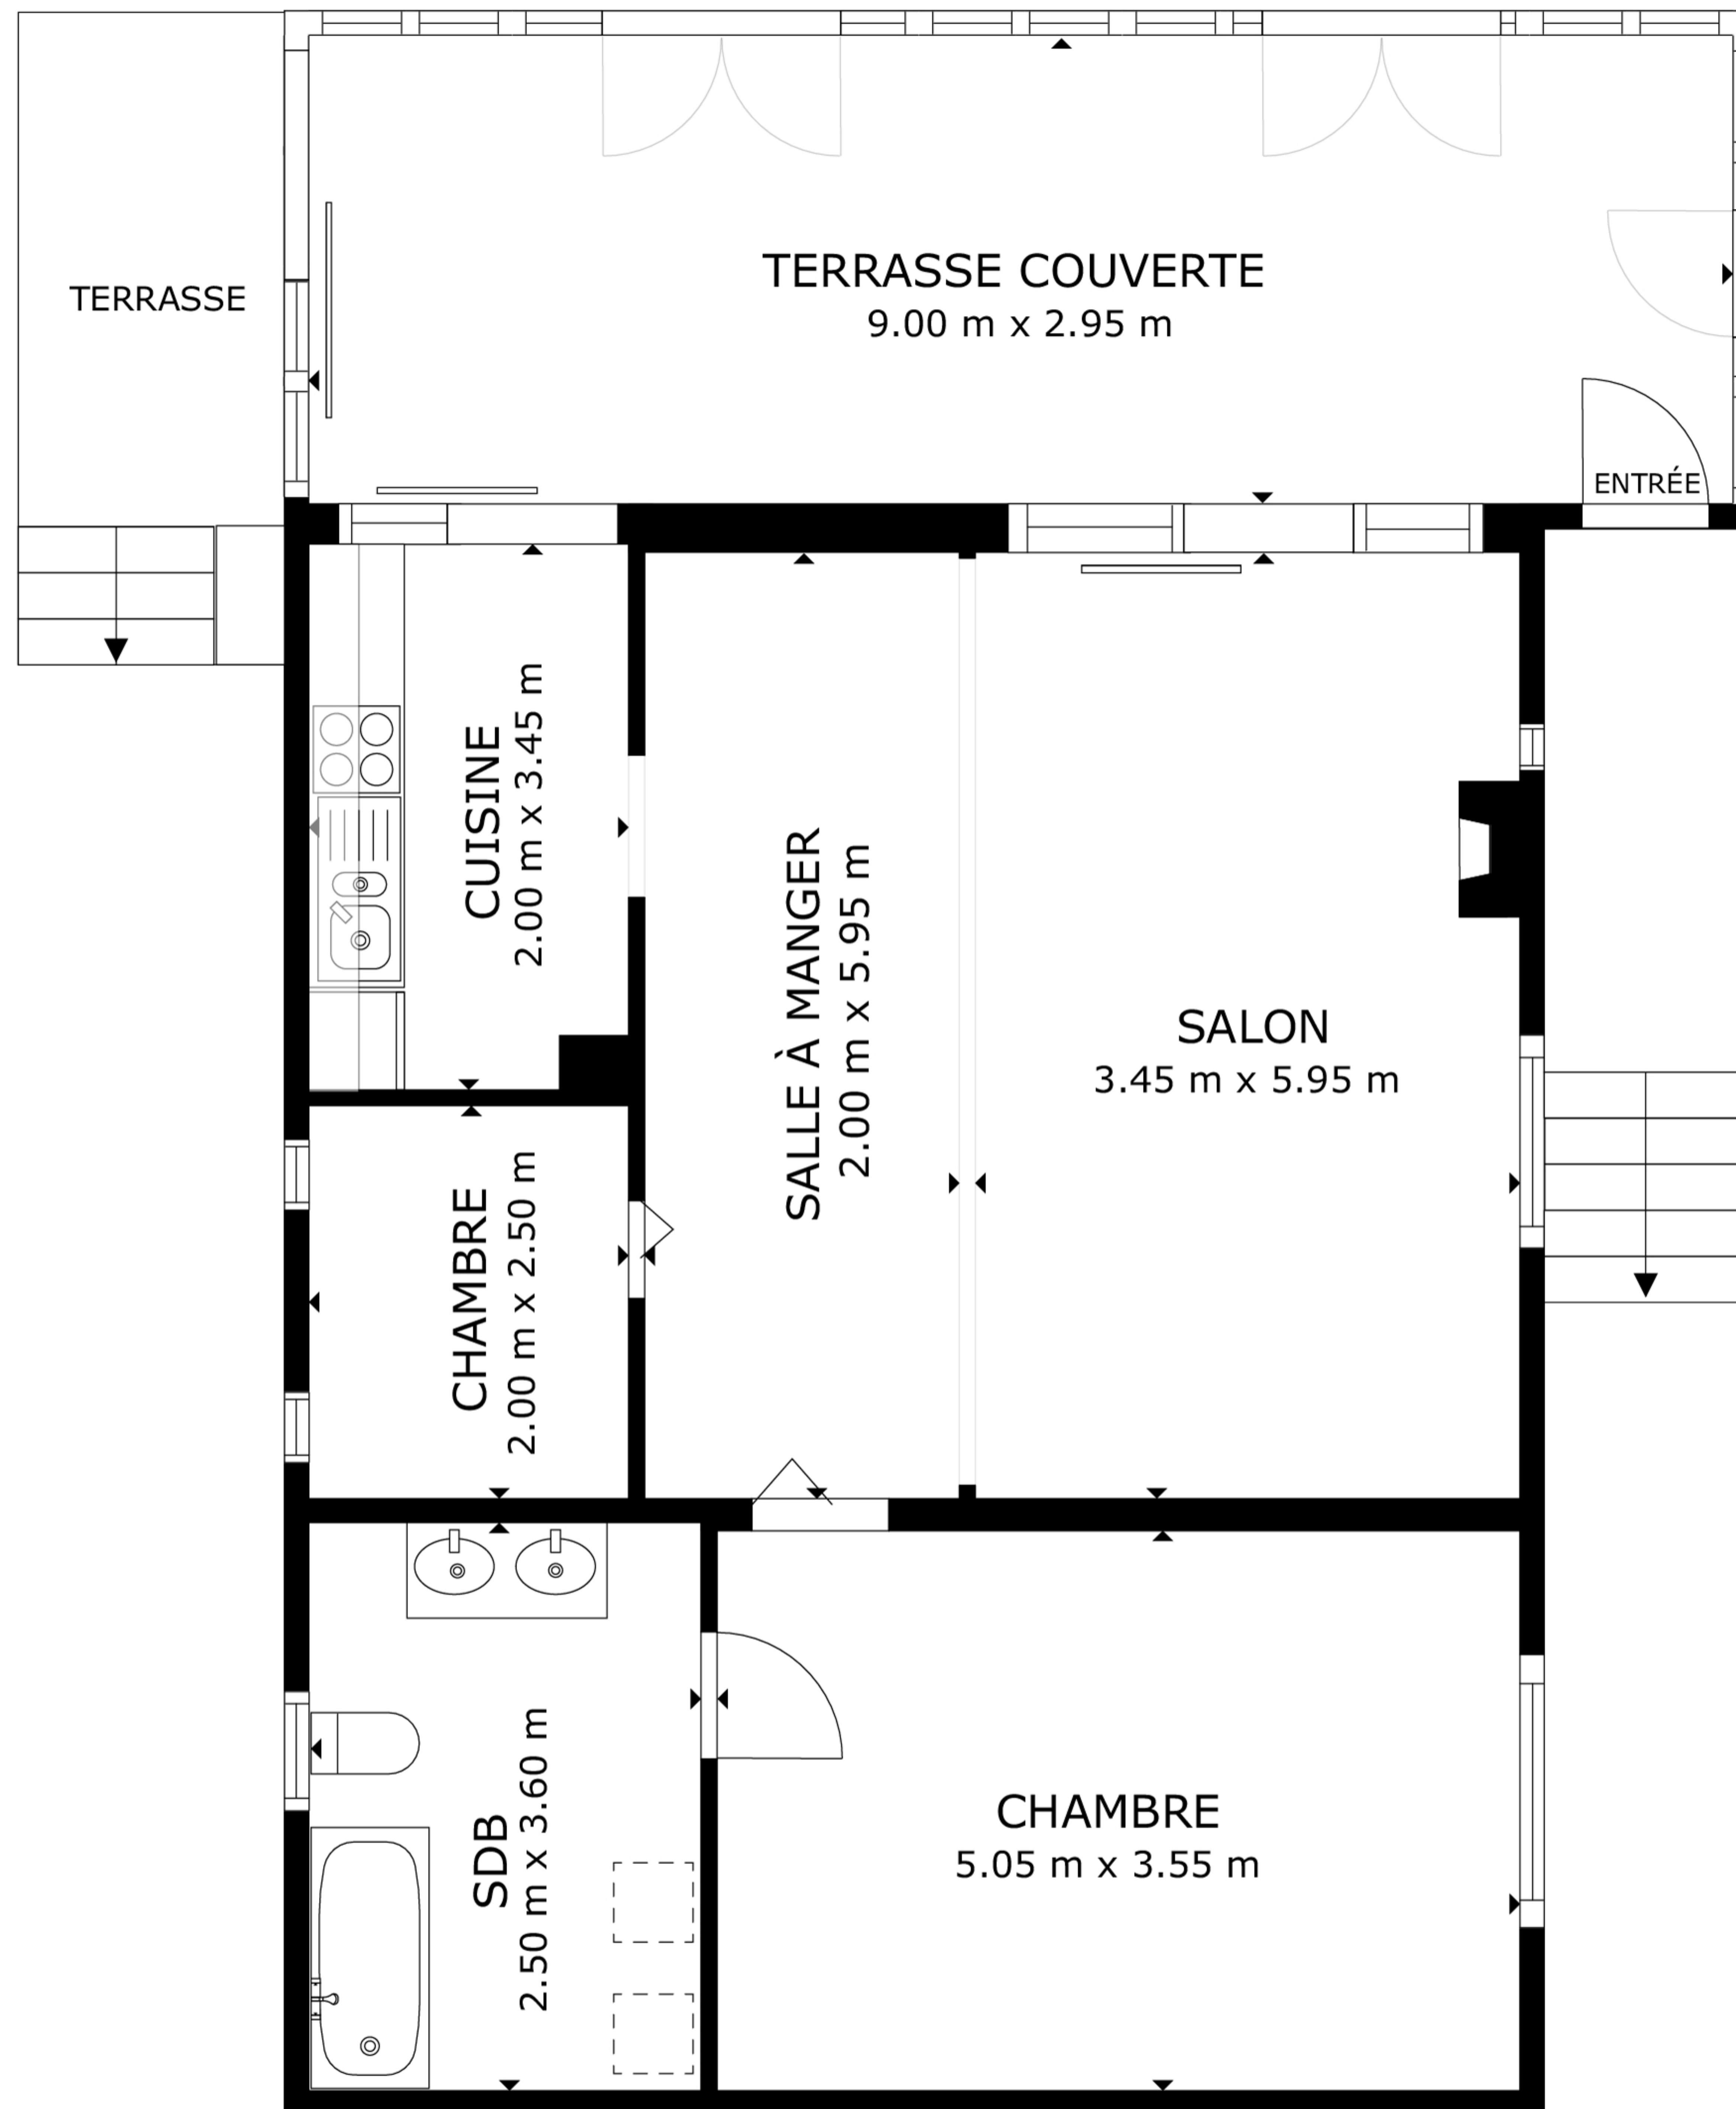 TERRASSE COUVERTE
9.00 m x 2.95 m
TERRASSE
ENTRÉE
CUISINE
2.00 m x 3.45 m
SALLE À MANGER
2.00 m x 5.95 m
SALON
3.45 m x 5.95 m
CHAMBRE
2.00 m x 2.50 m
SDB
2.50 m x 3.60 m
CHAMBRE
5.05 m x 3.55 m